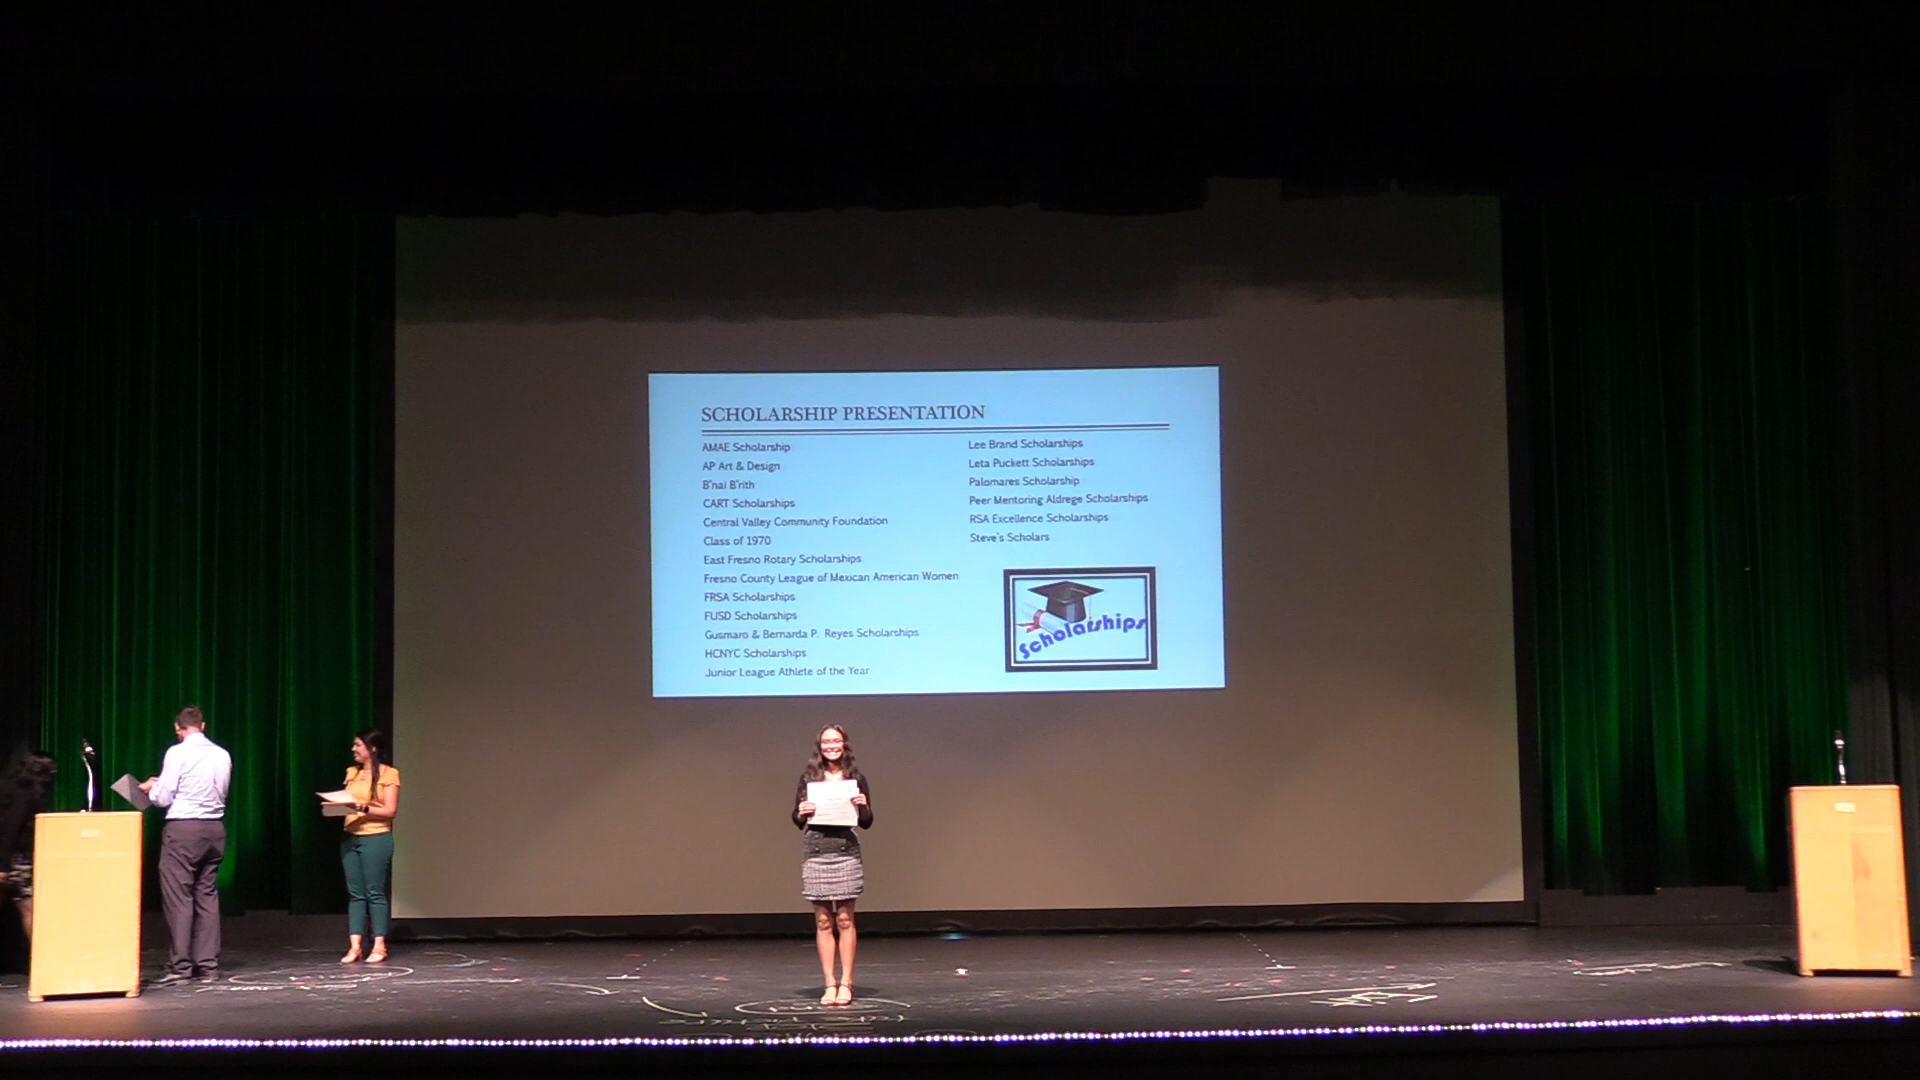 SCHOLARSHIP PRESENTATION
AMAE Scholarship
AP Art & Design
B'nai B'rith
CART Scholarships
Central Valley Community Foundation
Class of 1970
East Fresno Rotary Scholarships
Fresno County League of Mexican American Women
FRSA Scholarships
FUSD Scholarships
Gusmaro & Bernarda P. Reyes Scholarships
HCNYC Scholarships
Junior League Athlete of the Year
Lee Brand Scholarships
Leta Puckett Scholarships
Palomares Scholarship
Peer Mentoring Aldrege Scholarships
RSA Excellence Scholarships
Steve's Scholars
Scholarships